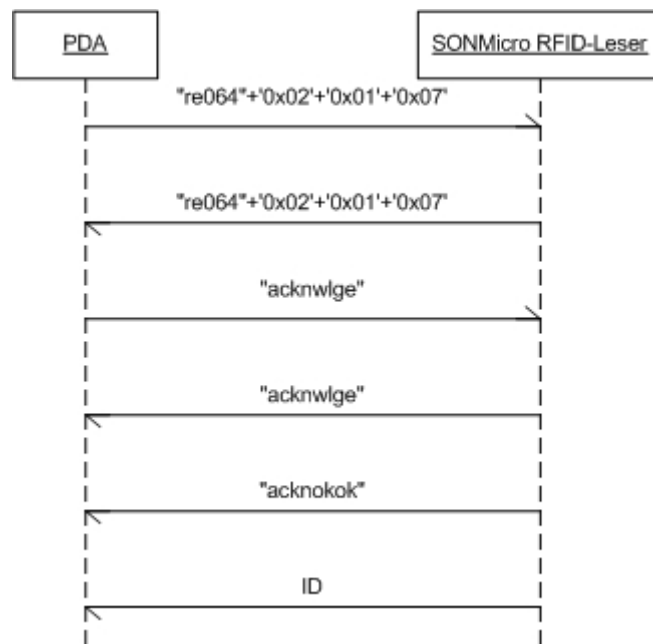 PDA
SONMicro RFID-Leser
"re064"+'0x02'+'0x01'+'0x07'
"re064"+'0x02'+'0x01'+'0x07'
"acknwlge"
"acknwlge"
"acknokok"
ID